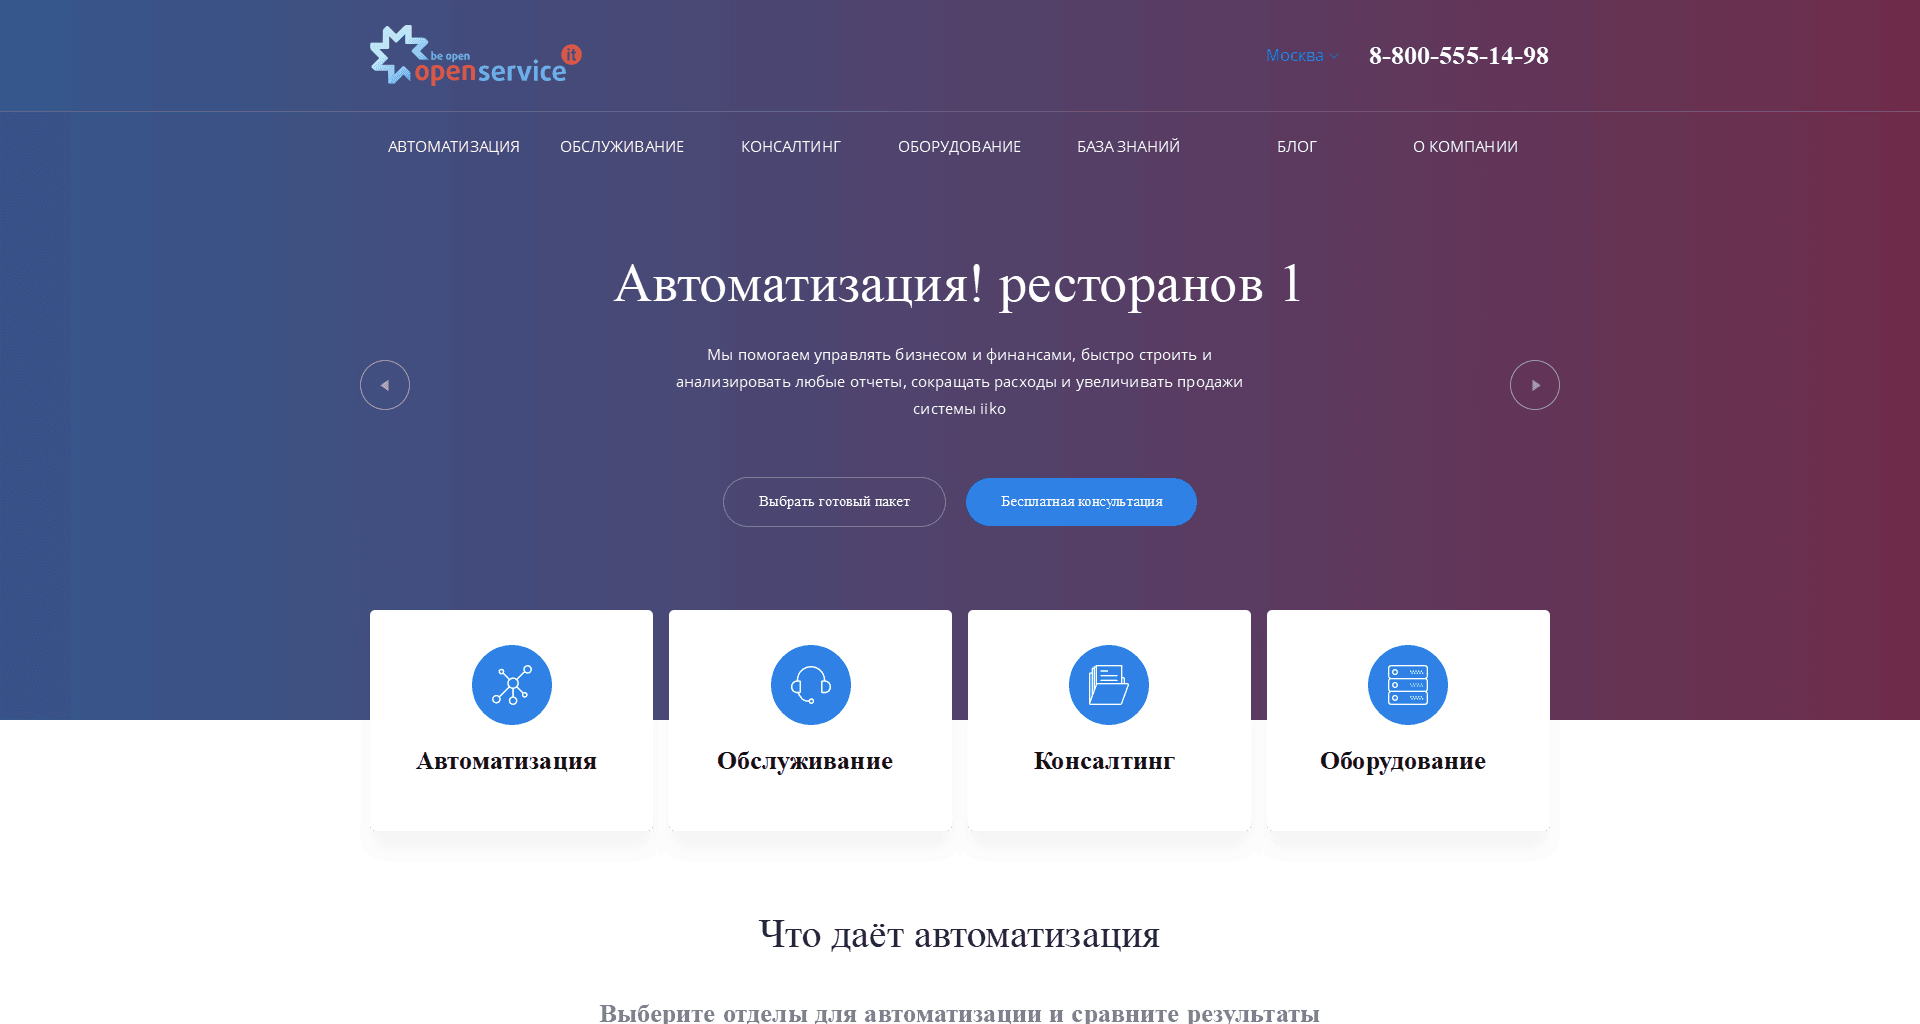 be open
openservice
it
Москва
8-800-555-14-98
АВТОМАТИЗАЦИЯ
ОБСЛУЖИВАНИЕ
КОНСАЛТИНГ
ОБОРУДОВАНИЕ
БАЗА ЗНАНИЙ
БЛОГ
О КОМПАНИИ
Автоматизация! ресторанов 1
Мы помогаем управлять бизнесом и финансами, быстро строить и
анализировать любые отчеты, сокращать расходы и увеличивать продажи
системы iiko
Выбрать готовый пакет
Бесплатная консультация
Автоматизация
Обслуживание
Консалтинг
Оборудование
Что даёт автоматизация
Выберите отделы для автоматизации и сравните результаты